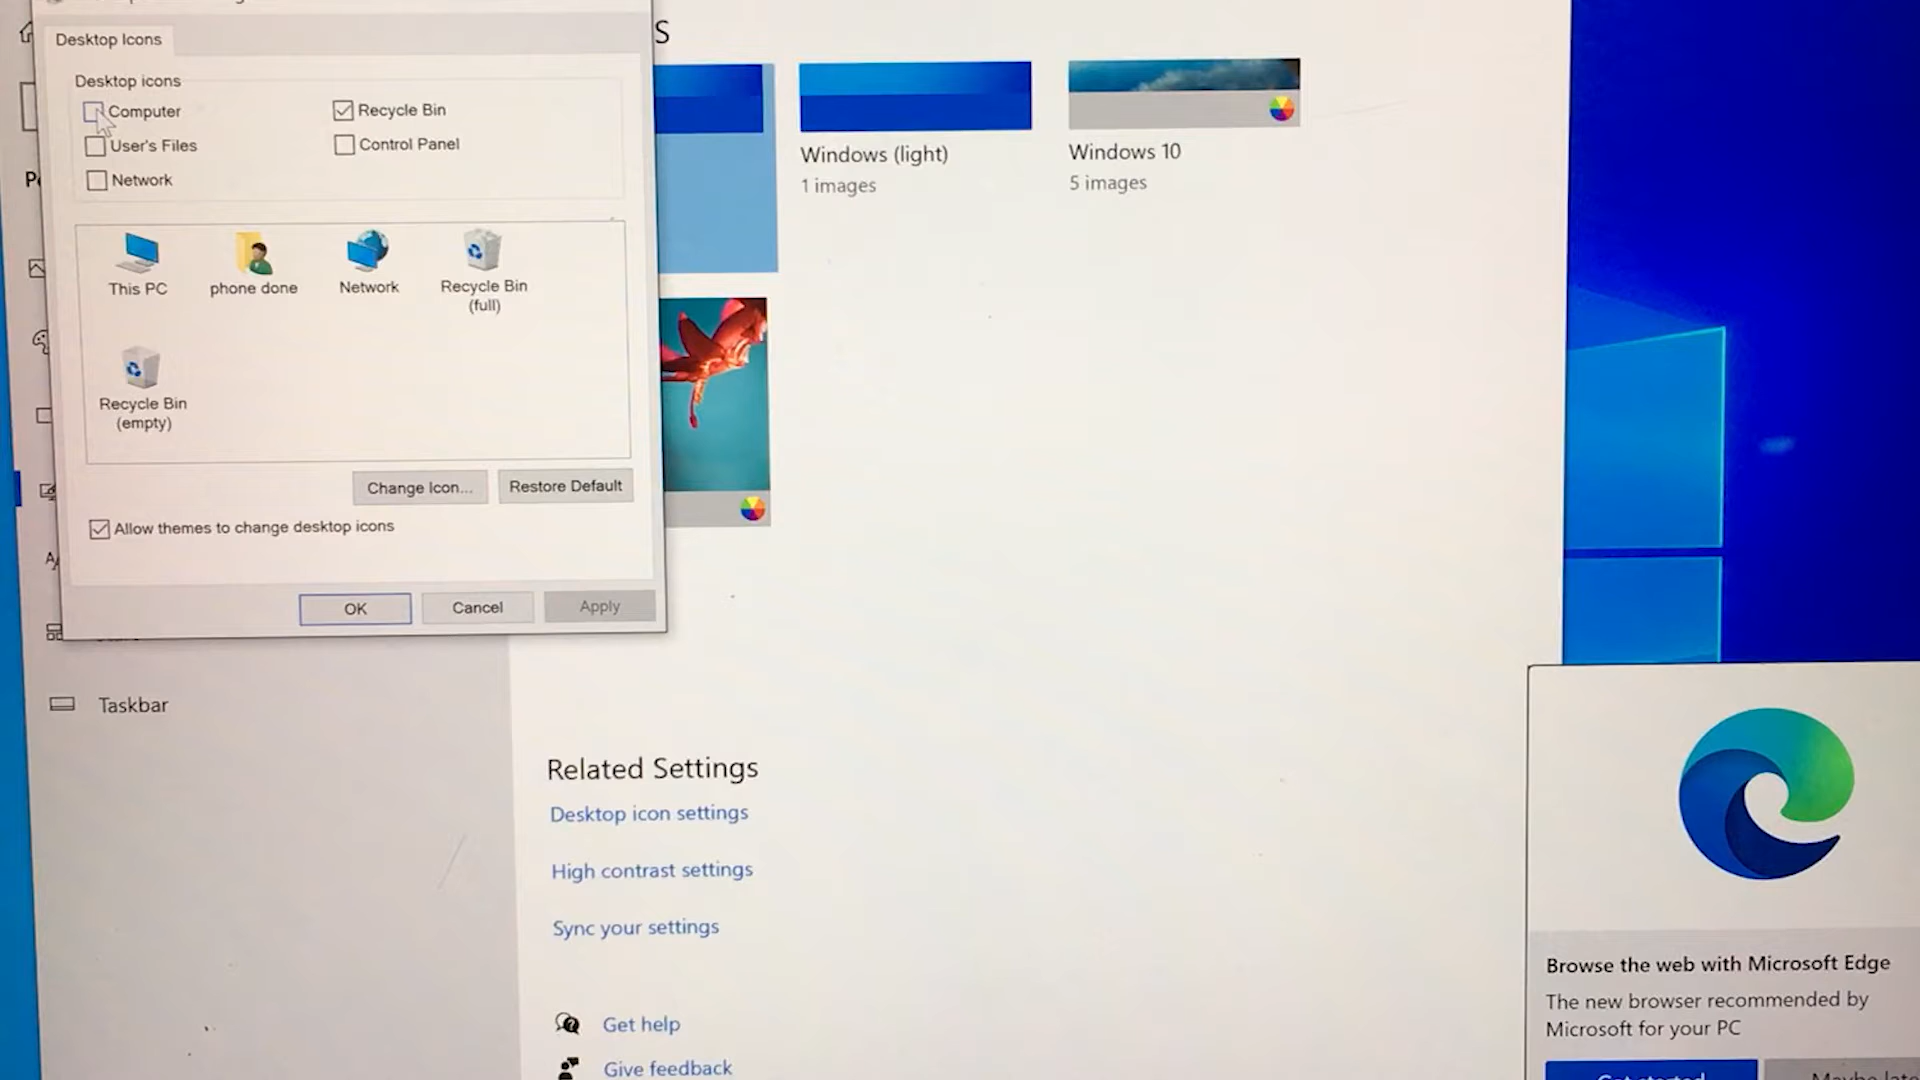 Desktop Icons
Desktop icons
Computer
Recycle Bin
User's Files
Control Panel
Network
This PC
phone done
Network
Recycle Bin
(full)
Recycle Bin
(empty)
Change Icon...
Restore Default
Allow themes to change desktop icons
OK
Cancel
Apply
Taskbar
Windows (light)
1 images
Windows 10
5 images
Related Settings
Desktop icon settings
High contrast settings
Sync your settings
Get help
Give feedback
Browse the web with Microsoft Edge
The new browser recommended by
Microsoft for your PC
Get started